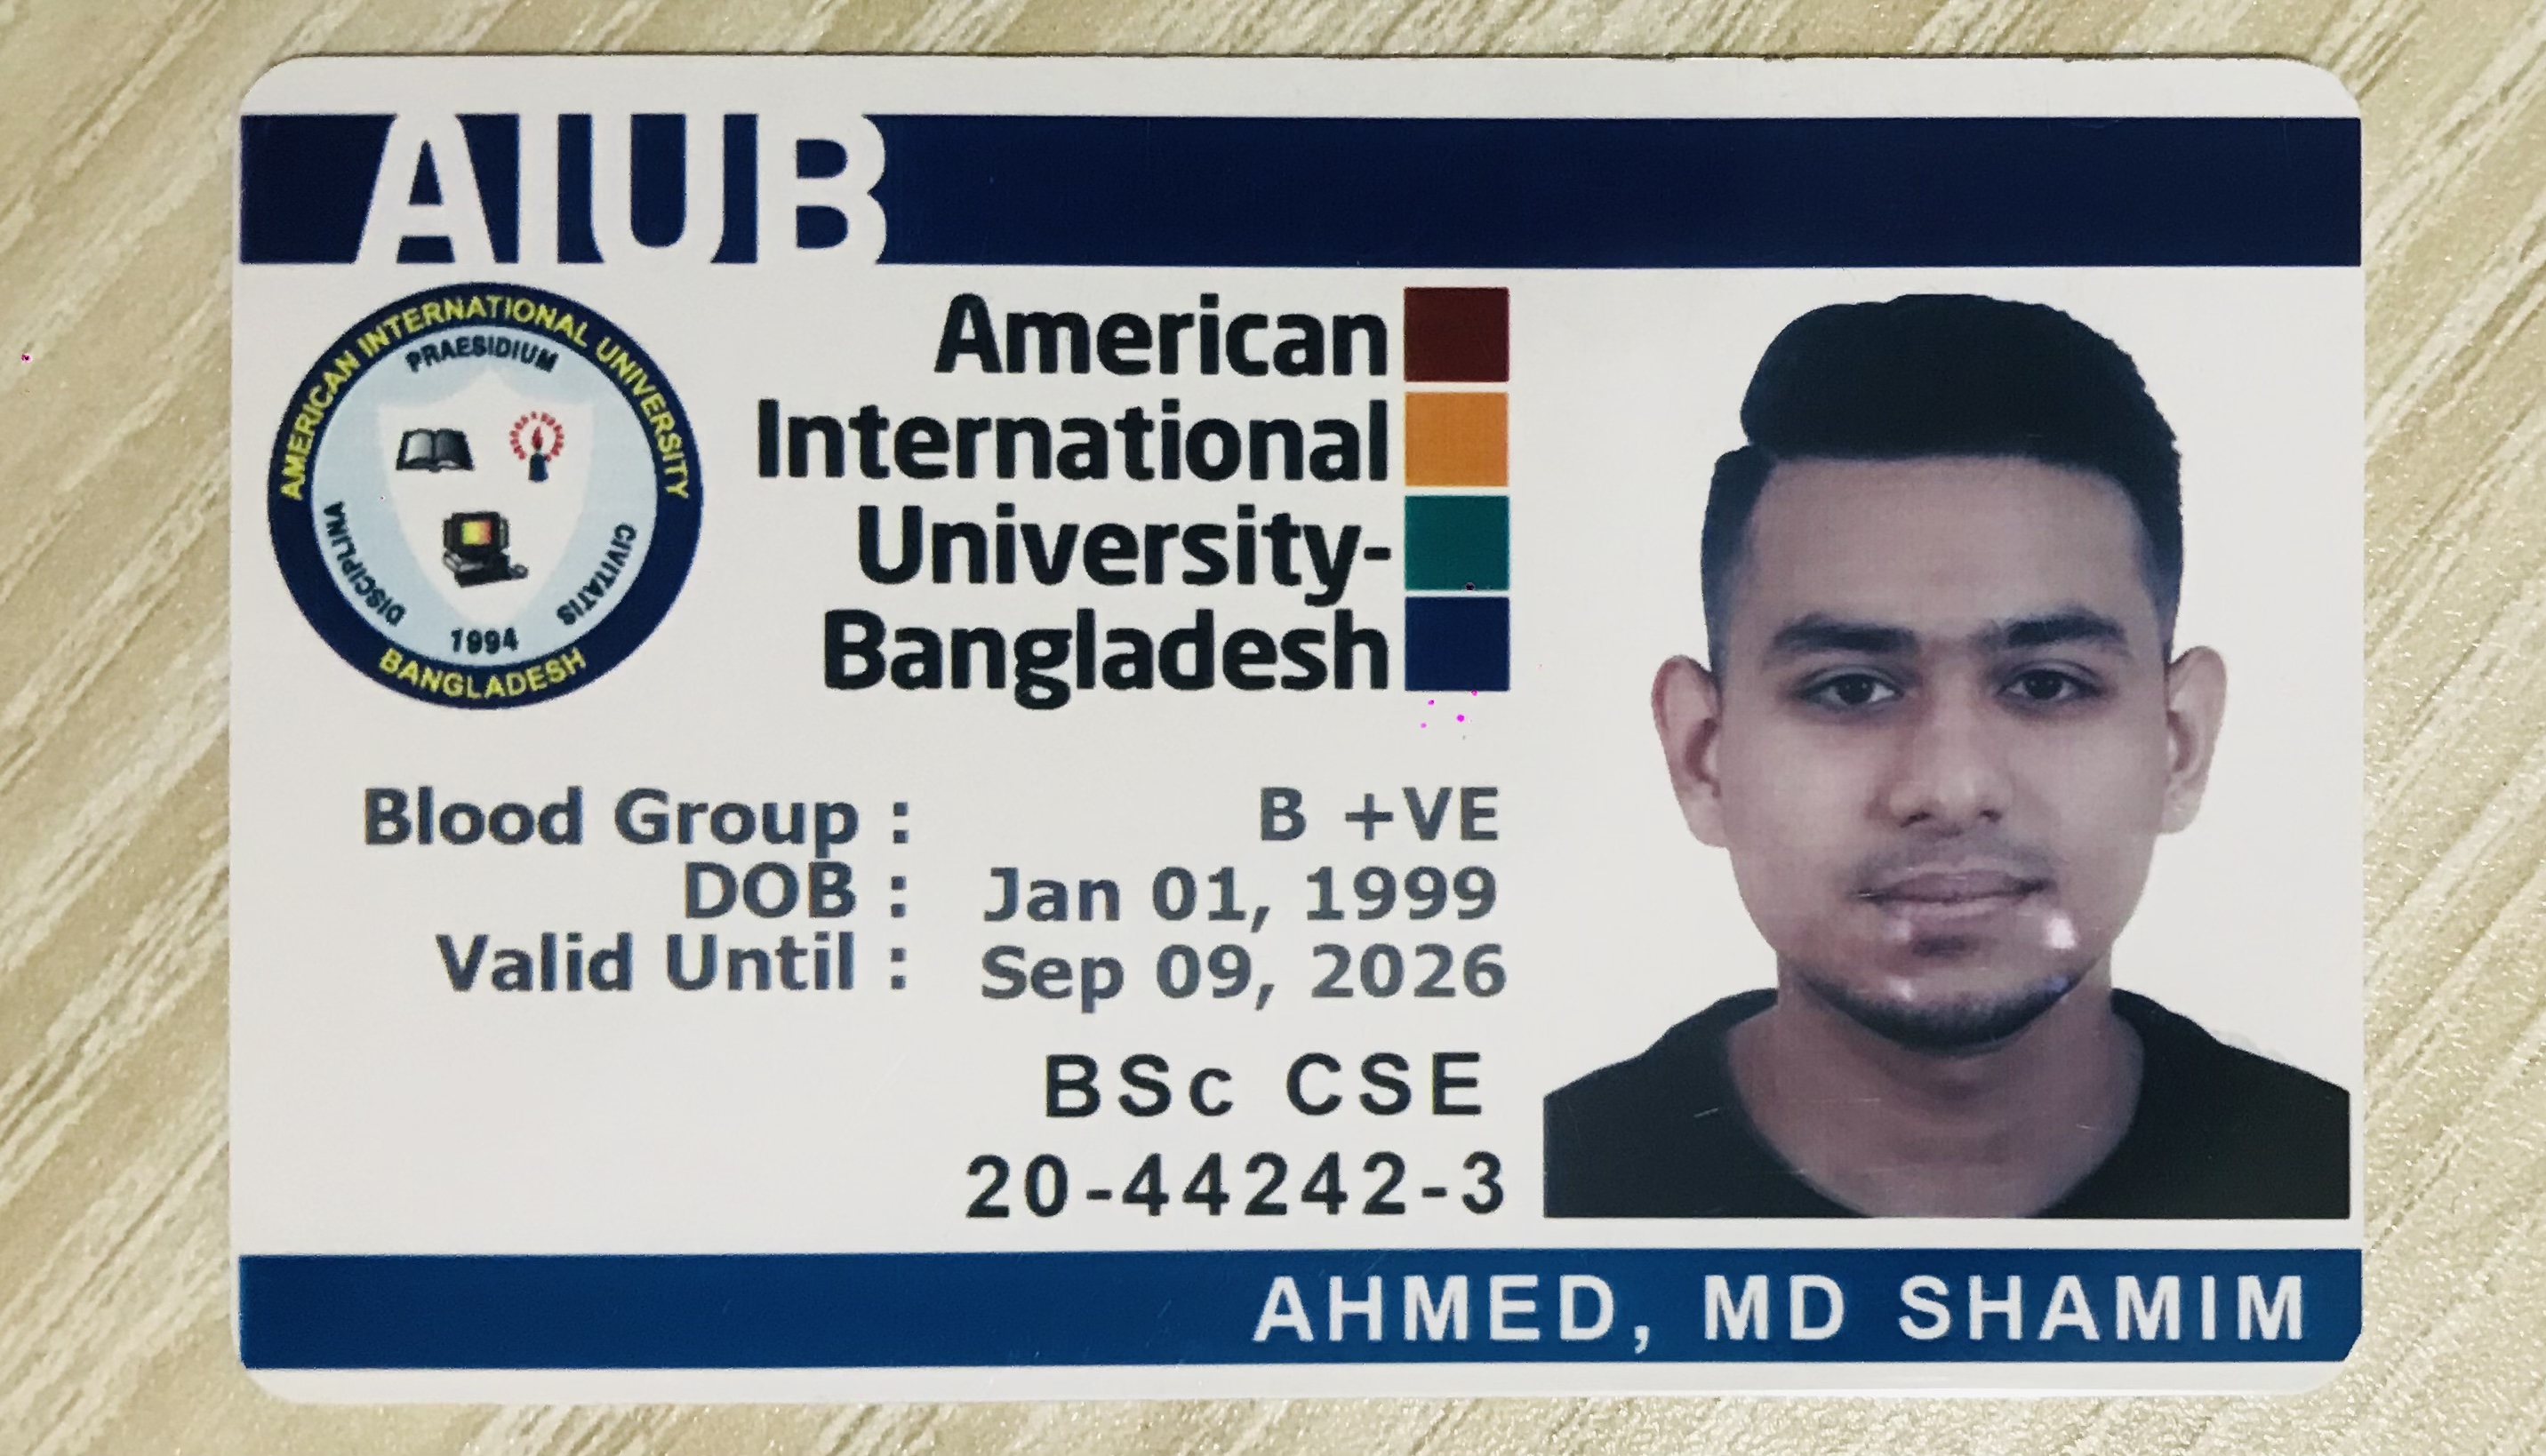 AIUB
AMERICAN INTERNATIONAL UNIVERSITY
PRAESIDIUM
DISCIPLINA
CIVITATIS
1994
BANGLADESH
American
International
University-
Bangladesh
Blood Group : B +VE
DOB : Jan 01, 1999
Valid Until : Sep 09, 2026
BSc CSE
20-44242-3
AHMED, MD SHAMIM